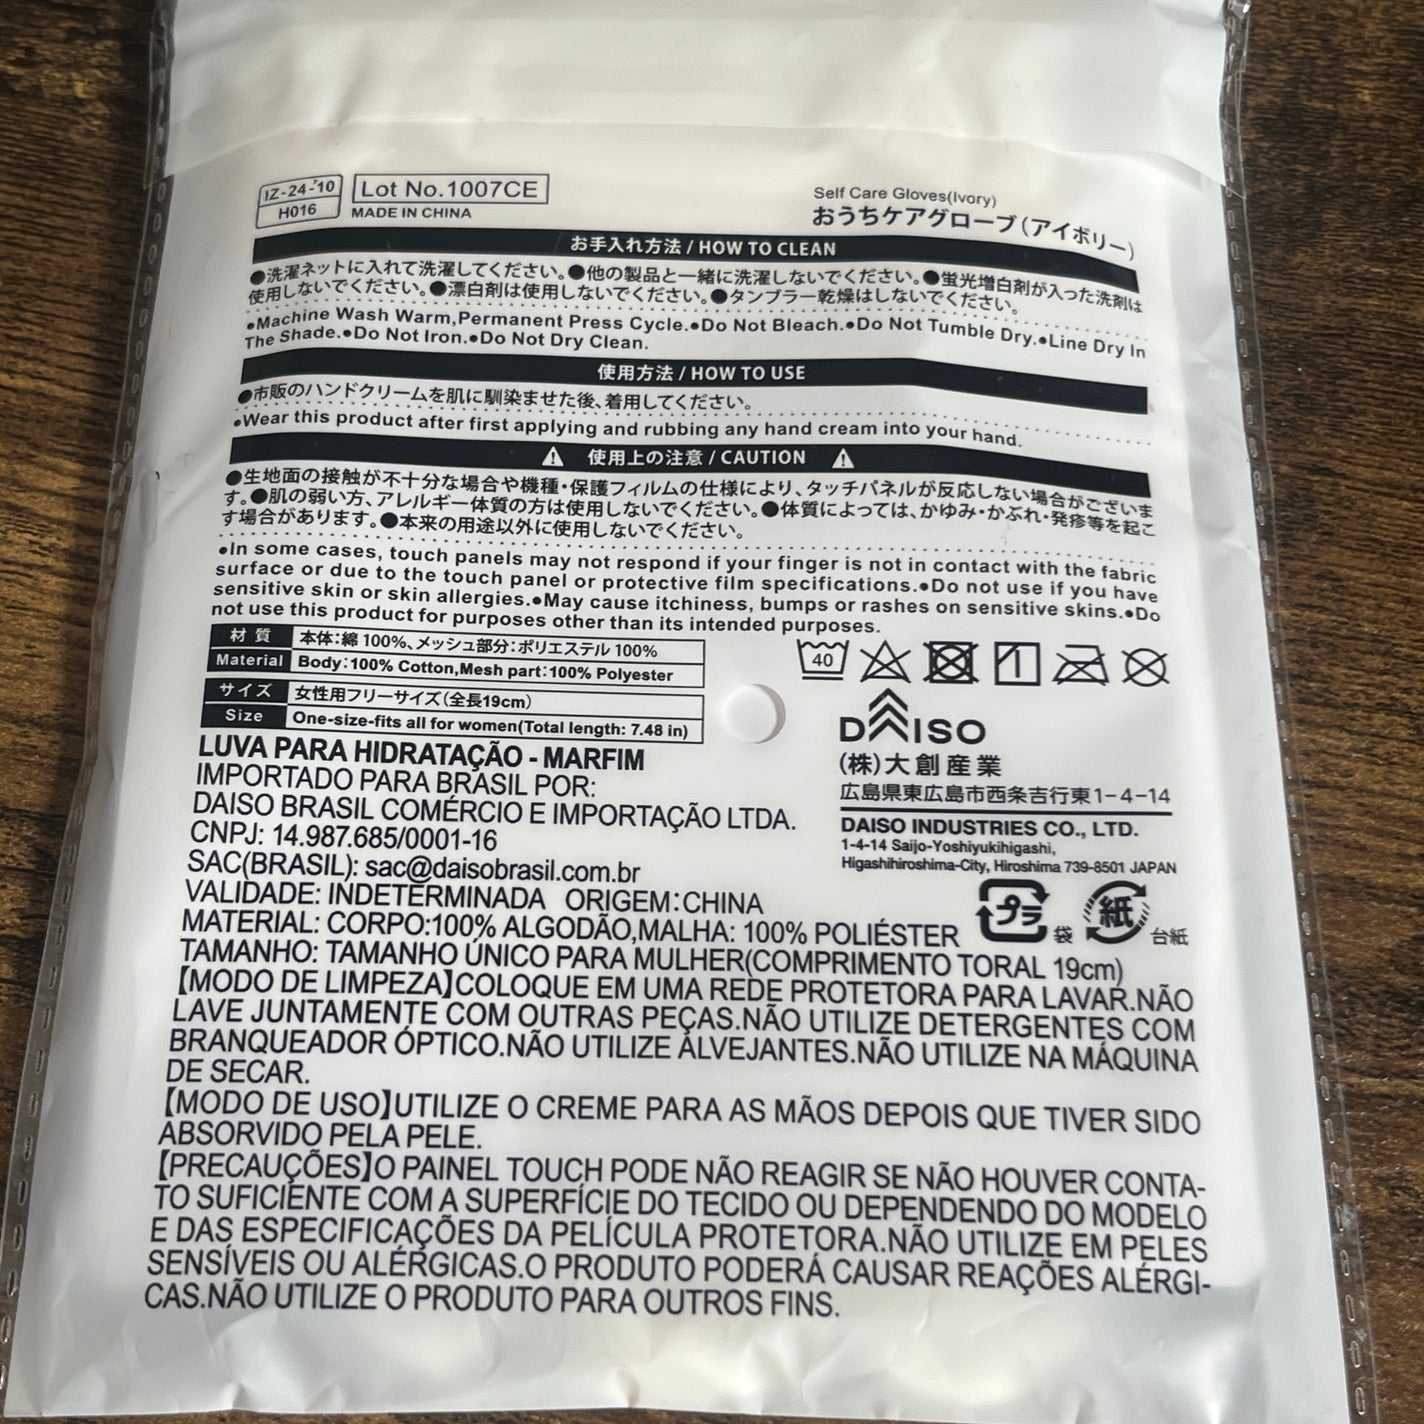 IZ-24-'10
H016
Lot No.1007CE
MADE IN CHINA
Self Care Gloves(Ivory)
おうちケアグローブ(アイボリー)
お手入れ方法 / HOW TO CLEAN
●洗濯ネットに入れて洗濯してください。●他の製品と一緒に洗濯しないでください。●蛍光増白剤が入った洗剤は
使用しないでください。●漂白剤は使用しないでください。●タンブラー乾燥はしないでください。
●Machine Wash Warm,Permanent Press Cycle.●Do Not Bleach.●Do Not Tumble Dry.●Line Dry In
The Shade.●Do Not Iron.●Do Not Dry Clean.
使用方法 / HOW TO USE
●市販のハンドクリームを肌に馴染ませた後、着用してください。
●Wear this product after first applying and rubbing any hand cream into your hand.
使用上の注意 / CAUTION
●生地面の接触が不十分な場合や機種・保護フィルムの仕様により、タッチパネルが反応しない場合がございま
す。●肌の弱い方、アレルギー体質の方は使用しないでください。●体質によっては、かゆみ・かぶれ・発疹等を起こ
す場合があります。●本来の用途以外に使用しないでください。
●In some cases, touch panels may not respond if your finger is not in contact with the fabric
surface or due to the touch panel or protective film specifications.●Do not use if you have
sensitive skin or skin allergies.●May cause itchiness, bumps or rashes on sensitive skins.●Do
not use this product for purposes other than its intended purposes.
材 質 本体:綿 100%、メッシュ部分:ポリエステル 100%
Material Body:100% Cotton,Mesh part:100% Polyester
サイズ 女性用フリーサイズ(全長19cm)
Size One-size-fits all for women(Total length: 7.48 in)
40
DAISO
(株)大創産業
広島県東広島市西条吉行東1-4-14
DAISO INDUSTRIES CO., LTD.
1-4-14 Saijo-Yoshiyukihigashi,
Higashihiroshima-City, Hiroshima 739-8501 JAPAN
プラ 袋 紙 台紙
LUVA PARA HIDRATAÇÃO - MARFIM
IMPORTADO PARA BRASIL POR:
DAISO BRASIL COMÉRCIO E IMPORTAÇÃO LTDA.
CNPJ: 14.987.685/0001-16
SAC(BRASIL): sac@daisobrasil.com.br
VALIDADE: INDETERMINADA ORIGEM:CHINA
MATERIAL: CORPO:100% ALGODÃO,MALHA: 100% POLIÉSTER
TAMANHO: TAMANHO ÚNICO PARA MULHER(COMPRIMENTO TORAL 19cm)
【MODO DE LIMPEZA】COLOQUE EM UMA REDE PROTETORA PARA LAVAR.NÃO
LAVE JUNTAMENTE COM OUTRAS PEÇAS.NÃO UTILIZE DETERGENTES COM
BRANQUEADOR ÓPTICO.NÃO UTILIZE ALVEJANTES.NÃO UTILIZE NA MÁQUINA
DE SECAR.
【MODO DE USO】UTILIZE O CREME PARA AS MÃOS DEPOIS QUE TIVER SIDO
ABSORVIDO PELA PELE.
【PRECAUÇÕES】O PAINEL TOUCH PODE NÃO REAGIR SE NÃO HOUVER CONTA-
TO SUFICIENTE COM A SUPERFÍCIE DO TECIDO OU DEPENDENDO DO MODELO
E DAS ESPECIFICAÇÕES DA PELÍCULA PROTETORA.NÃO UTILIZE EM PELES
SENSÍVEIS OU ALÉRGICAS.O PRODUTO PODERÁ CAUSAR REAÇÕES ALÉRGI-
CAS.NÃO UTILIZE O PRODUTO PARA OUTROS FINS.